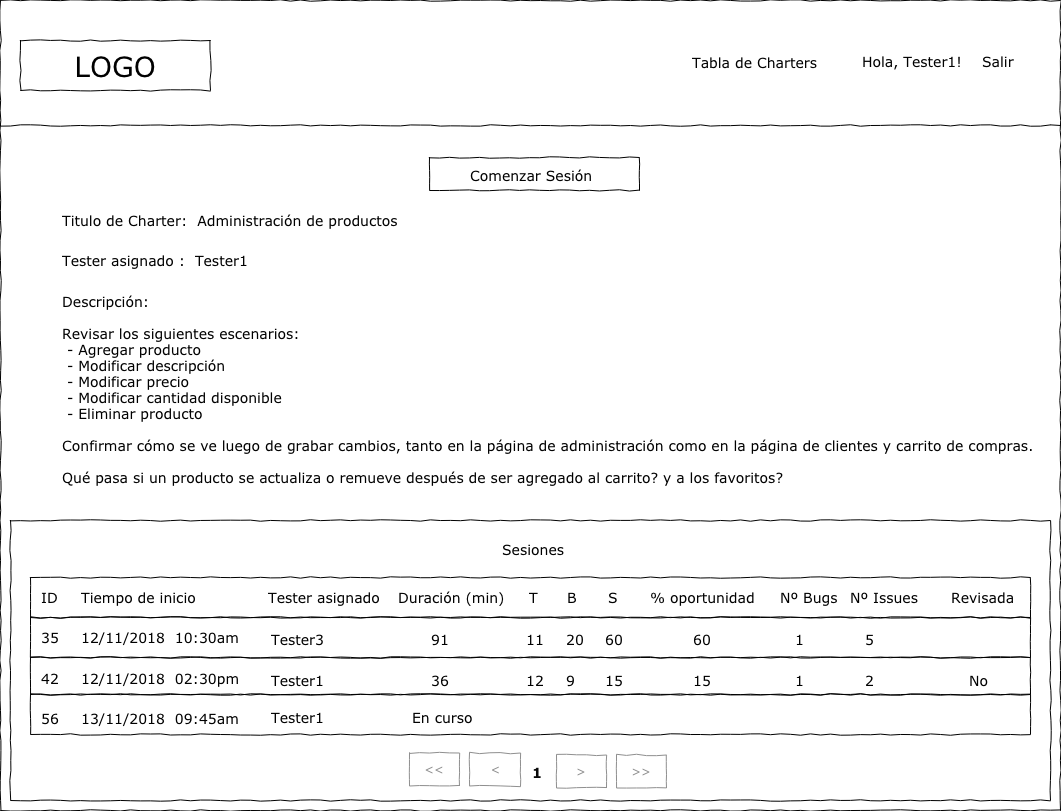 LOGO
Tabla de Charters Hola, Tester1! Salir
Comenzar Sesión
Titulo de Charter: Administración de productos
Tester asignado : Tester1
Descripción:
Revisar los siguientes escenarios:
- Agregar producto
- Modificar descripción
- Modificar precio
- Modificar cantidad disponible
- Eliminar producto
Confirmar cómo se ve luego de grabar cambios, tanto en la página de administración como en la página de clientes y carrito de compras.
Qué pasa si un producto se actualiza o remueve después de ser agregado al carrito? y a los favoritos?
Sesiones
ID Tiempo de inicio Tester asignado Duración (min) T B S % oportunidad Nº Bugs Nº Issues Revisada
35 12/11/2018 10:30am Tester3 91 11 20 60 60 1 5
42 12/11/2018 02:30pm Tester1 36 12 9 15 15 1 2 No
56 13/11/2018 09:45am Tester1 En curso
<< < 1 > >>